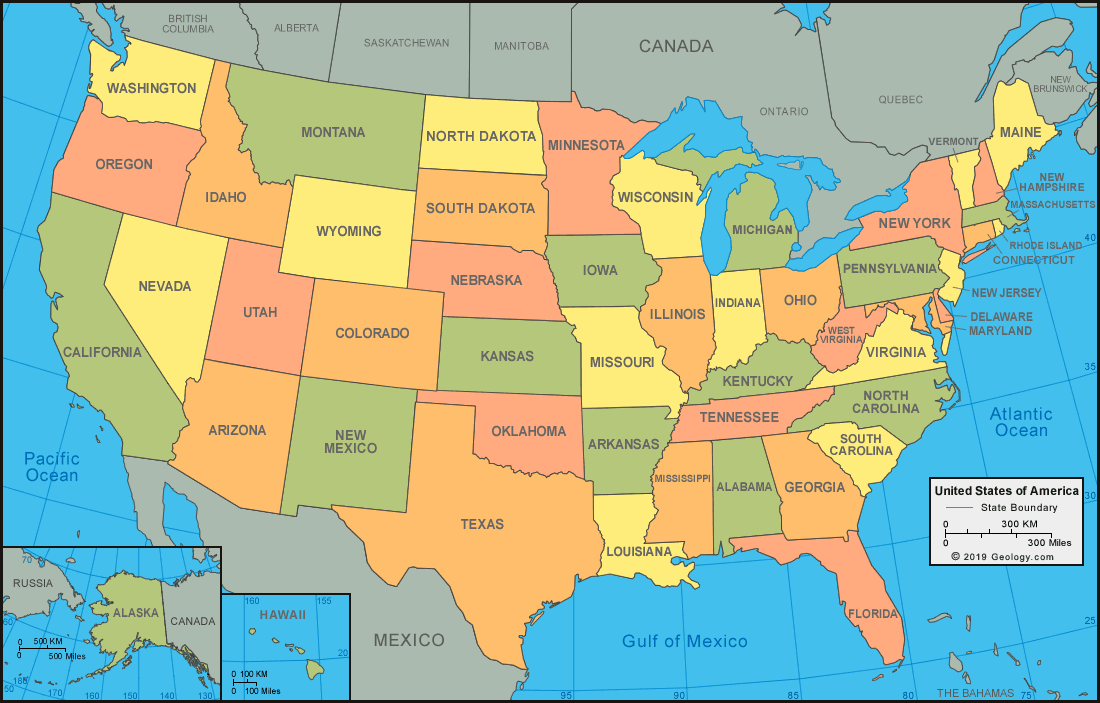 BRITISH
COLUMBIA
ALBERTA
SASKATCHEWAN
MANITOBA
CANADA
ONTARIO
QUEBEC
NEW
BRUNSWICK
WASHINGTON
MONTANA
NORTH DAKOTA
MINNESOTA
VERMONT
MAINE
OREGON
IDAHO
SOUTH DAKOTA
WISCONSIN
MICHIGAN
NEW YORK
NEW
HAMPSHIRE
MASSACHUSETTS
40
RHODE ISLAND
CONNECTICUT
WYOMING
NEBRASKA
IOWA
PENNSYLVANIA
NEW JERSEY
NEVADA
UTAH
COLORADO
KANSAS
MISSOURI
ILLINOIS
INDIANA
OHIO
WEST
VIRGINIA
VIRGINIA
DELAWARE
MARYLAND
CALIFORNIA
35
KENTUCKY
NORTH
CAROLINA
TENNESSEE
ARIZONA
NEW
MEXICO
OKLAHOMA
ARKANSAS
SOUTH
CAROLINA
Atlantic
Ocean
Pacific
Ocean
MISSISSIPPI
ALABAMA
GEORGIA
TEXAS
LOUISIANA
30
United States of America
State Boundary
0 300 KM
0 300 Miles
© 2019 Geology.com
FLORIDA
25
MEXICO
Gulf of Mexico
THE BAHAMAS
95
90
85
80
75
70
RUSSIA
ALASKA
CANADA
60
0 500 KM
0 500 Miles
50
180
170
160
150
140
130
160
155
HAWAII
20
0 100 KM
0 100 Miles